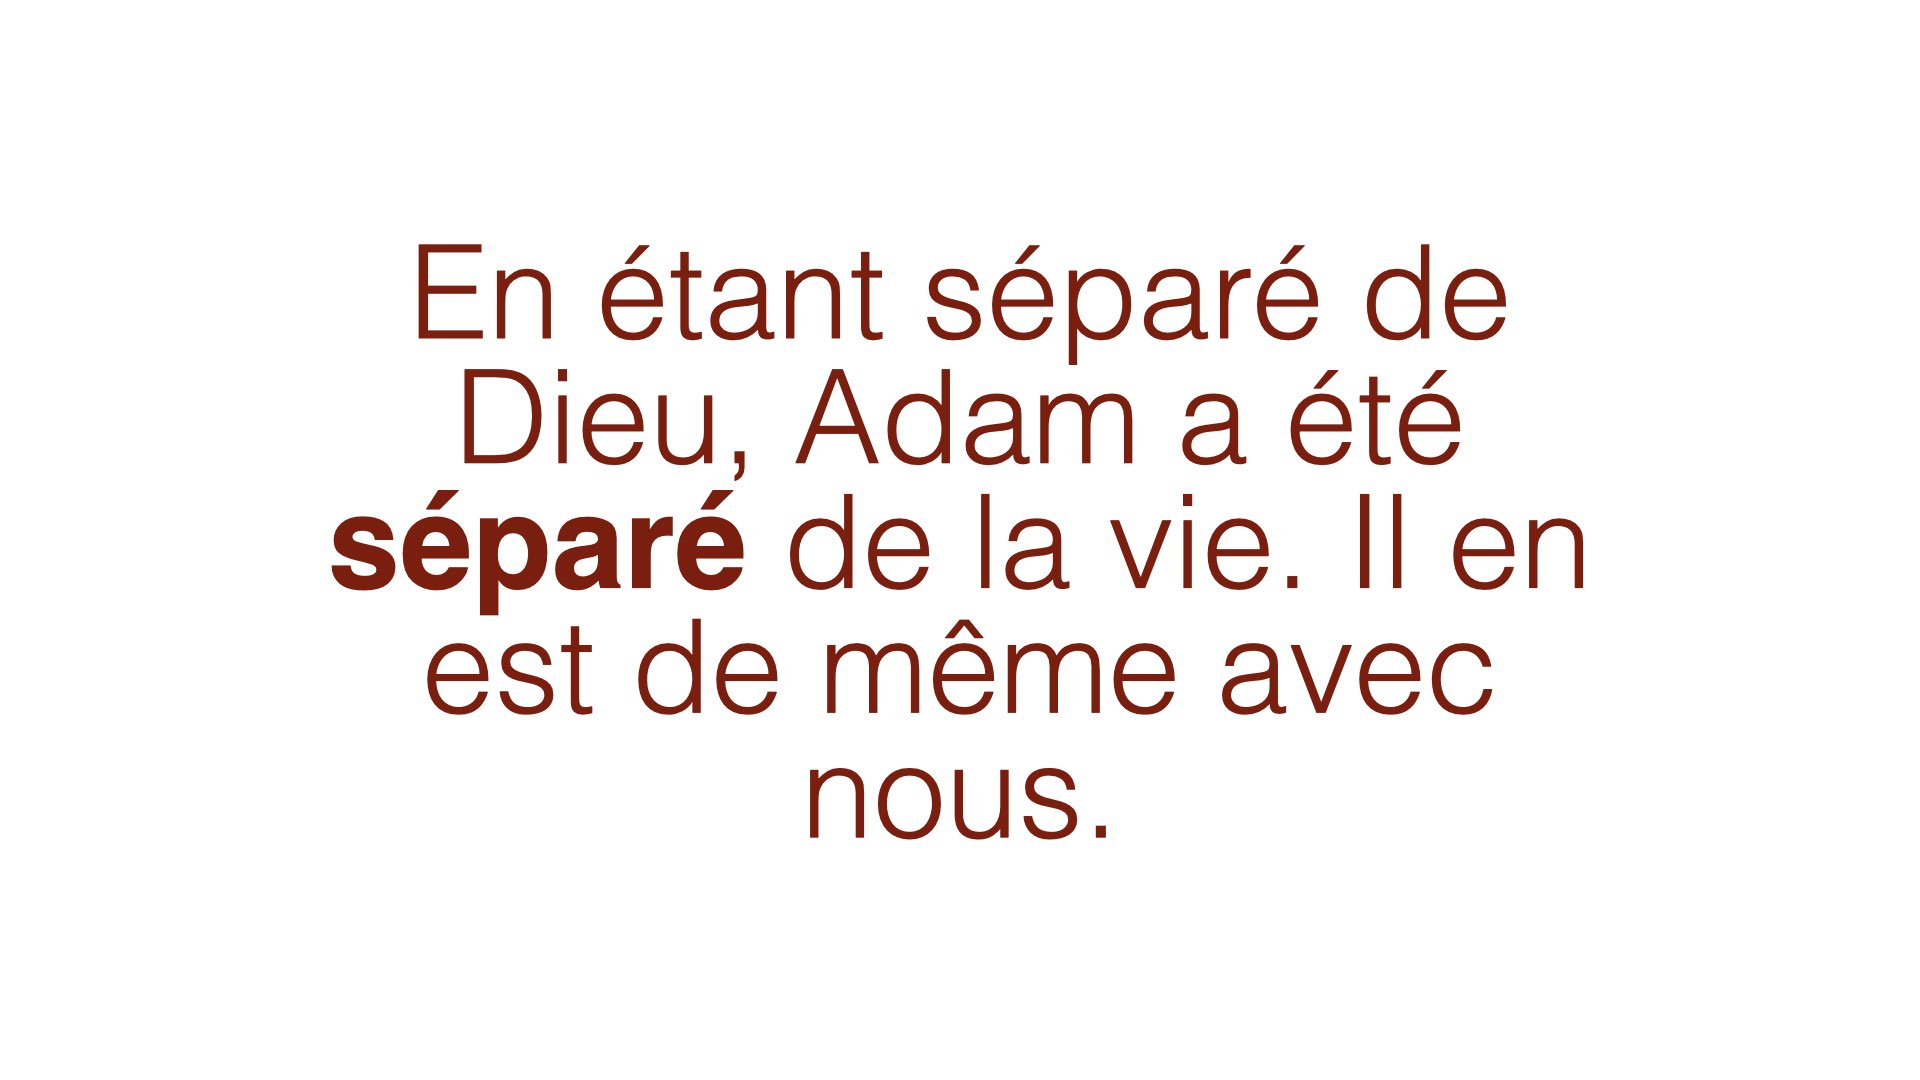 En étant séparé de
Dieu, Adam a été
séparé de la vie. Il en
est de même avec
nous.